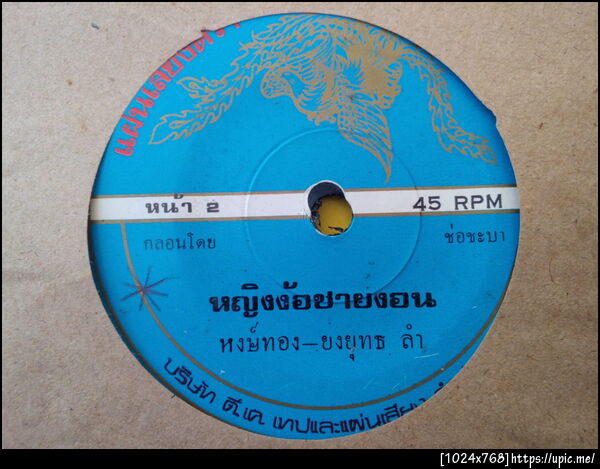 หน้า 2
45 RPM
กลอนโดย
ช่อชะบา
หญิงง้อชายงอน
หงษ์ทอง-ยงยุทธ ลำ
บริษัท ดี.เค. เทปและแผ่นเสียง
[1024x768]https://upic.me/